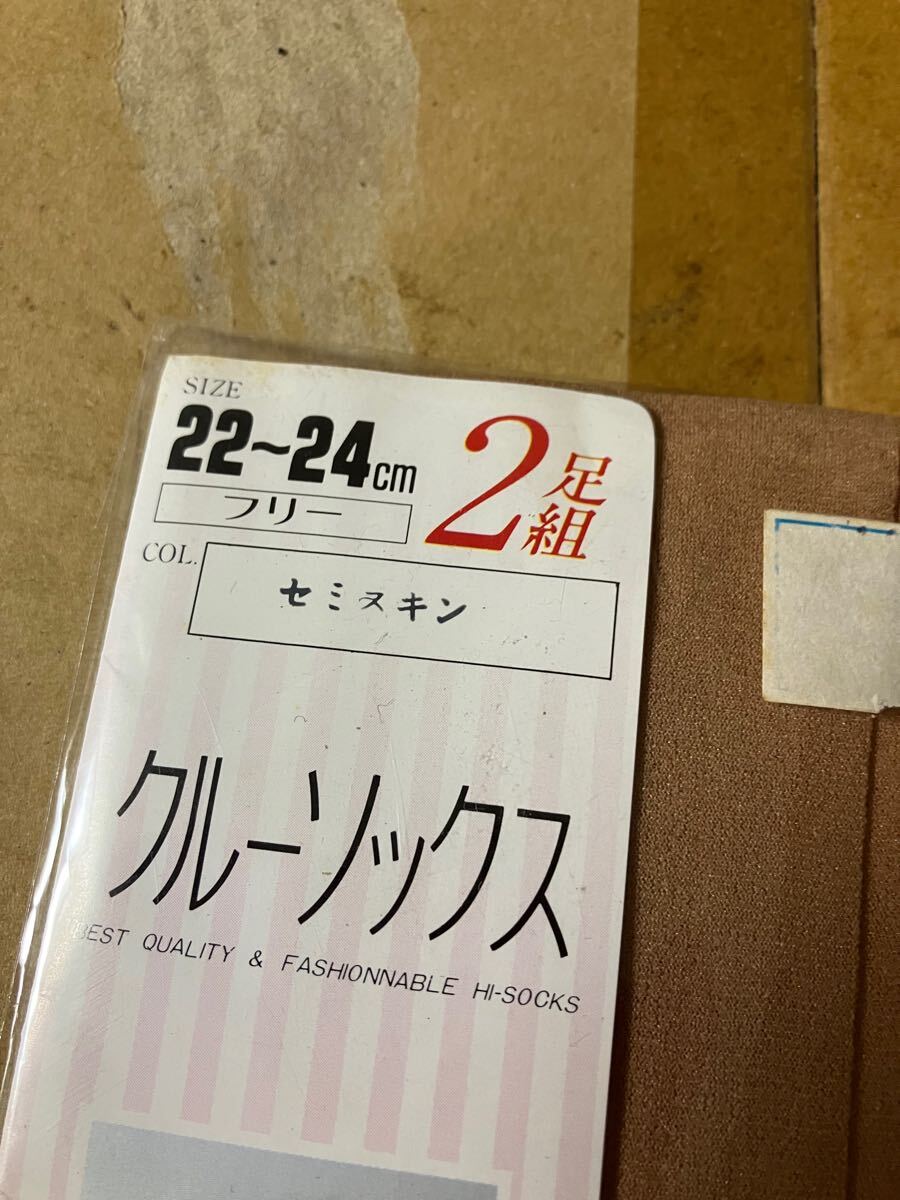 SIZE
22~24cm
フリー
2足組
COL.
セミヌキン
クルーソックス
BEST QUALITY & FASHIONNABLE HI-SOCKS